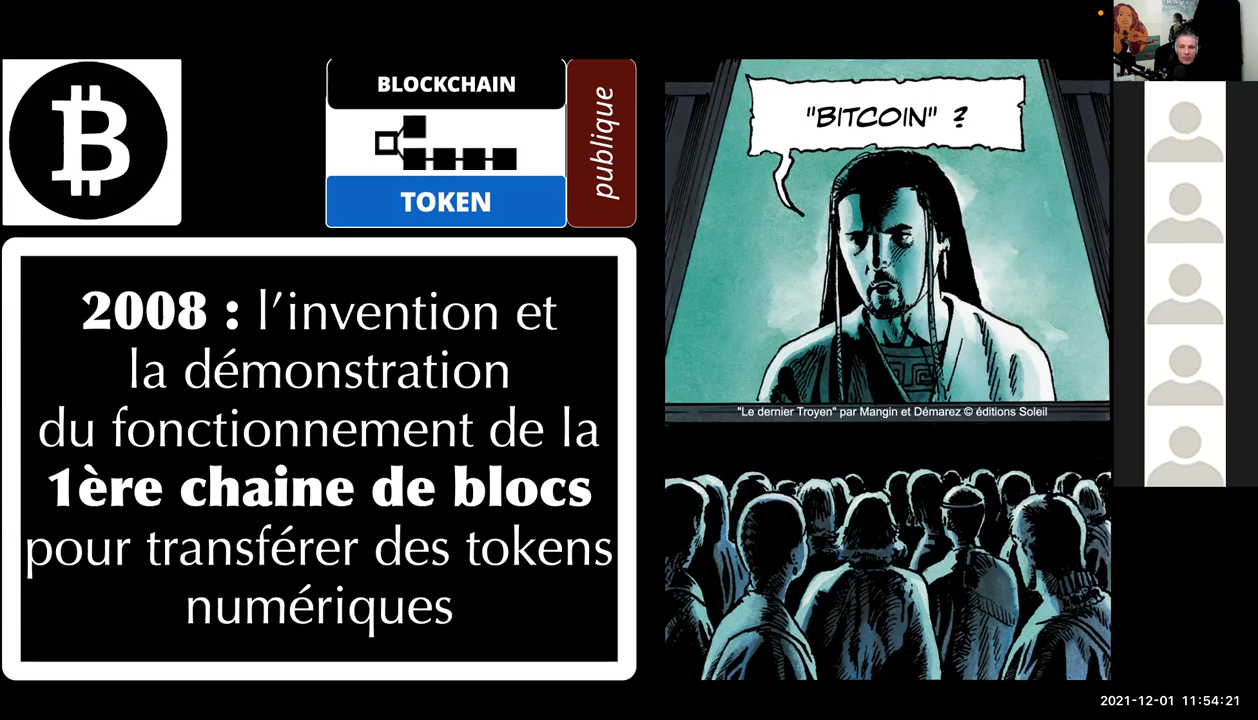 BLOCKCHAIN
TOKEN
publique
2008 : l’invention et
la démonstration
du fonctionnement de la
1ère chaine de blocs
pour transférer des tokens
numériques
"BITCOIN" ?
"Le dernier Troyen" par Mangin et Démarez © éditions Soleil
2021-12-01 11:54:21